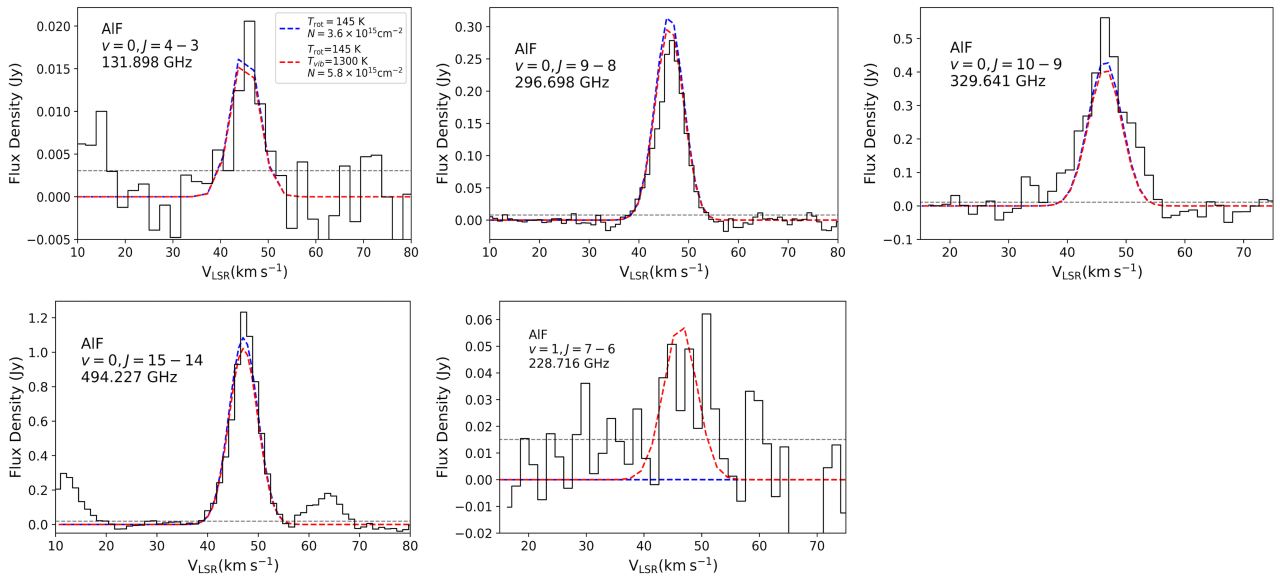 AlF
v = 0, J = 4 − 3
131.898 GHz
T_rot = 145 K
N = 3.6 × 10^15 cm^−2
T_rot=145 K
T_vib=1300 K
N = 5.8 × 10^15 cm^−2
Flux Density (Jy)
0.020
0.015
0.010
0.005
0.000
−0.005
10 20 30 40 50 60 70 80
V_LSR(km s^−1)
AlF
v = 0, J = 9 − 8
296.698 GHz
Flux Density (Jy)
0.30
0.25
0.20
0.15
0.10
0.05
0.00
10 20 30 40 50 60 70 80
V_LSR(km s^−1)
AlF
v = 0, J = 10 − 9
329.641 GHz
Flux Density (Jy)
0.5
0.4
0.3
0.2
0.1
0.0
−0.1
20 30 40 50 60 70
V_LSR(km s^−1)
AlF
v = 0, J = 15 − 14
494.227 GHz
Flux Density (Jy)
1.2
1.0
0.8
0.6
0.4
0.2
0.0
10 20 30 40 50 60 70 80
V_LSR(km s^−1)
AlF
v = 1, J = 7 − 6
228.716 GHz
Flux Density (Jy)
0.06
0.05
0.04
0.03
0.02
0.01
0.00
−0.01
−0.02
20 30 40 50 60 70
V_LSR(km s^−1)